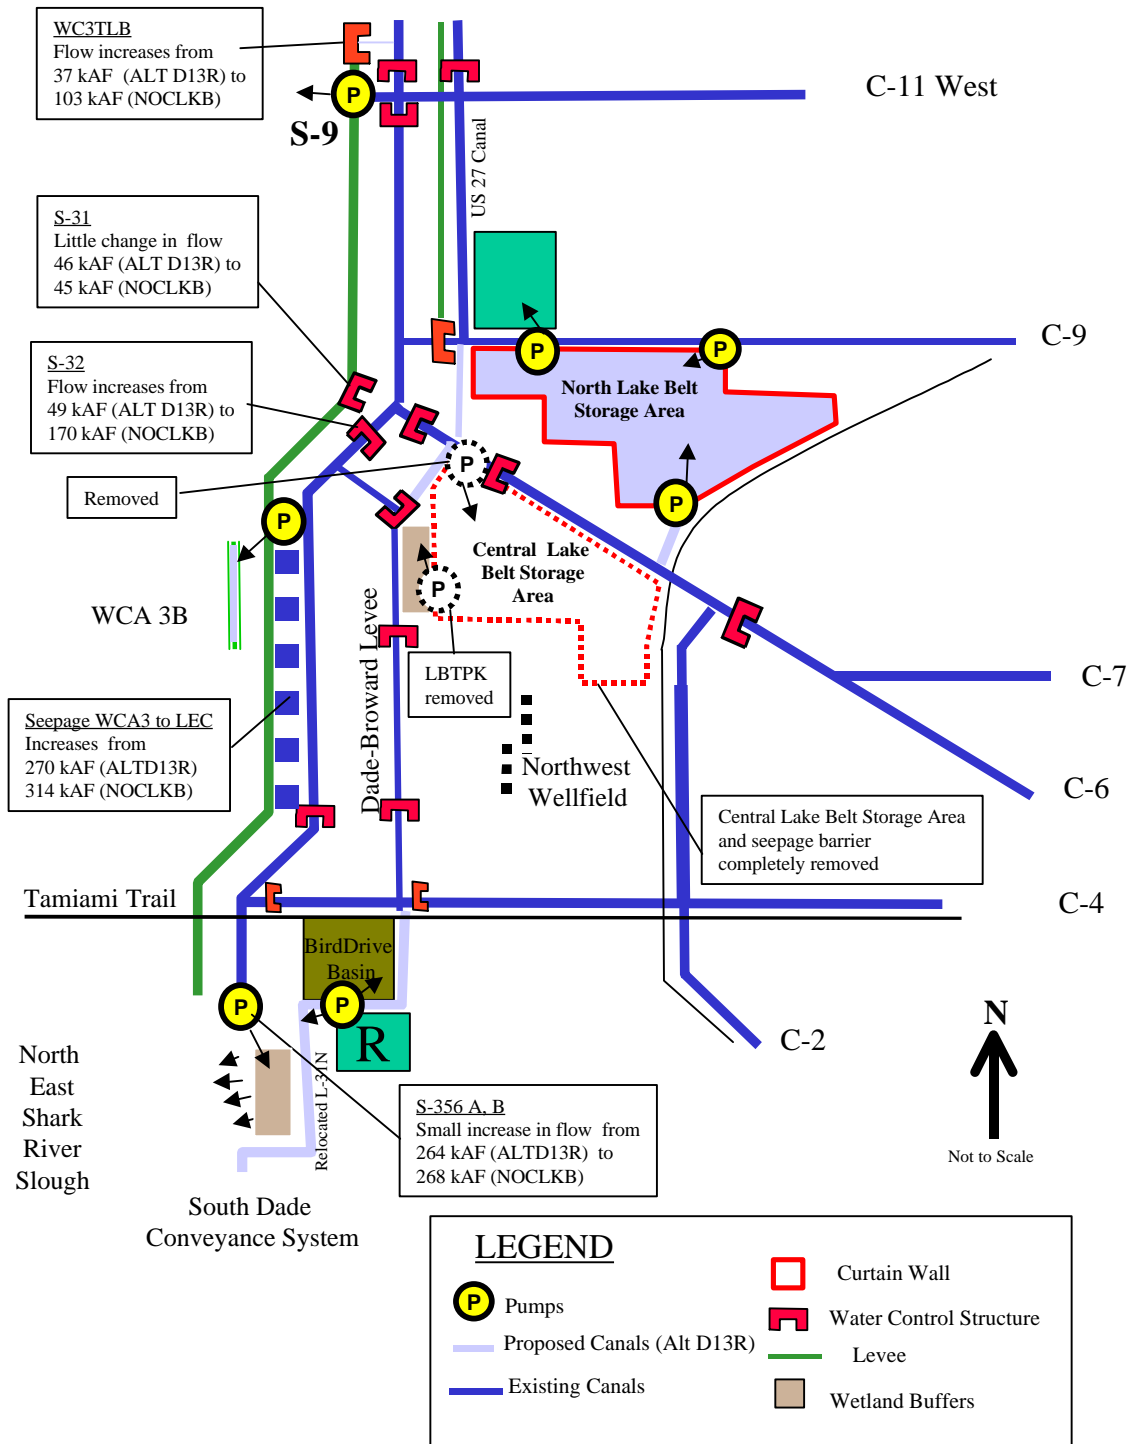 WC3TLB
Flow increases from
37 kAF (ALT D13R) to
103 kAF (NOCLKB)
P
S-9
C-11 West
US 27 Canal
S-31
Little change in flow
46 kAF (ALT D13R) to
45 kAF (NOCLKB)
C-9
P
P
North Lake Belt
Storage Area
S-32
Flow increases from
49 kAF (ALT D13R) to
170 kAF (NOCLKB)
Removed
P
P
P
Central Lake
Belt Storage
Area
P
WCA 3B
Dade-Broward Levee
LBTPK
removed
C-7
Seepage WCA3 to LEC
Increases from
270 kAF (ALTD13R)
314 kAF (NOCLKB)
Northwest
Wellfield
C-6
Central Lake Belt Storage Area
and seepage barrier
completely removed
Tamiami Trail
C-4
BirdDrive
Basin
P
P
R
C-2
N
Not to Scale
North
East
Shark
River
Slough
Relocated L-31N
S-356 A, B
Small increase in flow from
264 kAF (ALTD13R) to
268 kAF (NOCLKB)
South Dade
Conveyance System
LEGEND
P Pumps
Proposed Canals (Alt D13R)
Existing Canals
Curtain Wall
Water Control Structure
Levee
Wetland Buffers